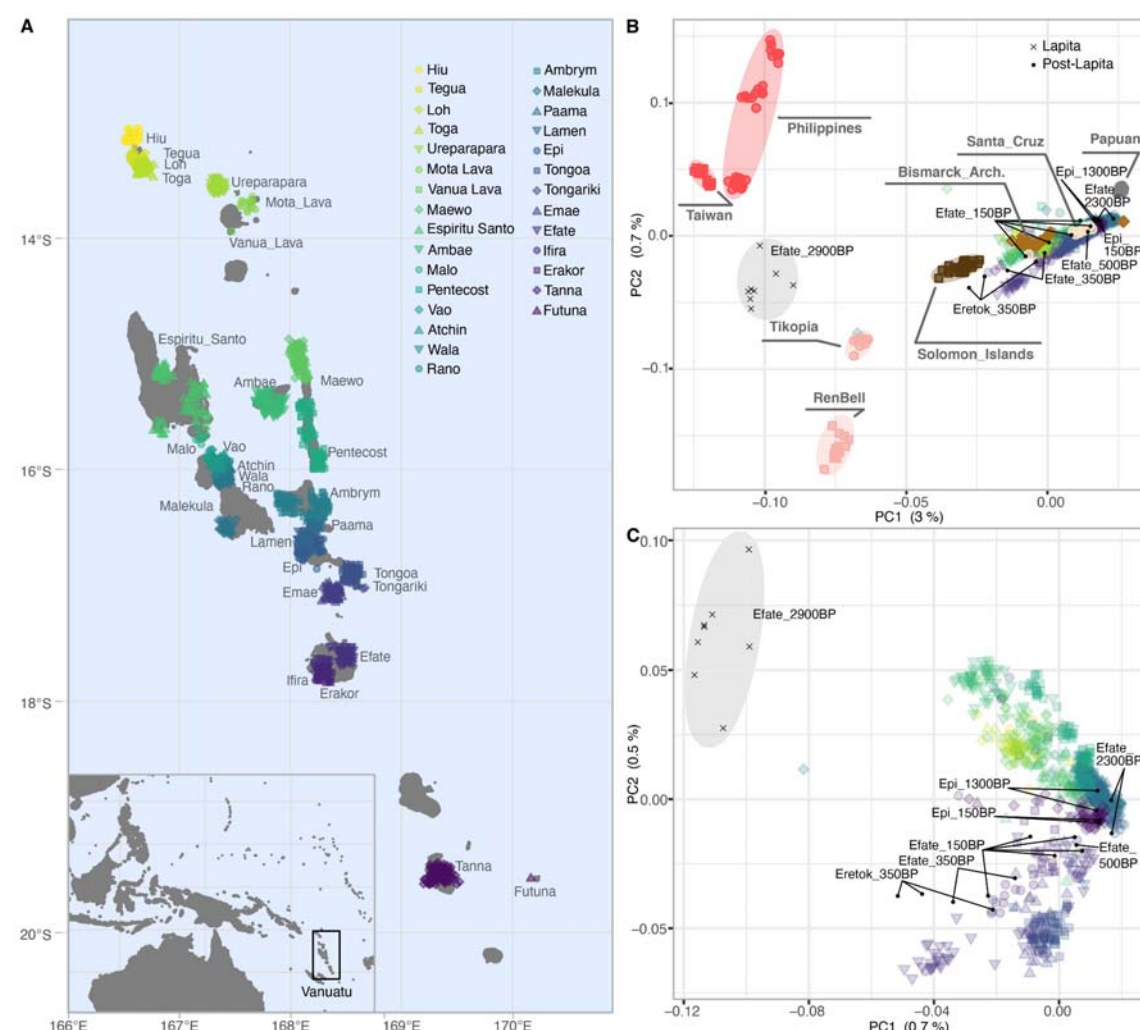 A
Hiu
Tegua
Loh
Toga
Ureparapara
Mota Lava
Vanua Lava
Maewo
Espiritu Santo
Ambae
Malo
Pentecost
Vao
Atchin
Wala
Rano
Ambrym
Malekula
Paama
Lamen
Epi
Tongoa
Tongariki
Emae
Efate
Ifira
Erakor
Tanna
Futuna
Hiu
Tegua
Loh
Toga
Ureparapara
Mota_Lava
Vanua_Lava
Espiritu_Santo
Ambae
Maewo
Malo
Vao
Atchin
Wala
Rano
Pentecost
Malekula
Ambrym
Paama
Lamen
Epi
Tongoa
Tongariki
Emae
Efate
Ifira
Erakor
Tanna
Futuna
Vanuatu
14°S
16°S
18°S
20°S
166°E
167°E
168°E
169°E
170°E
B
× Lapita
• Post-Lapita
Philippines
Taiwan
Santa_Cruz
Papuan
Bismarck_Arch.
Epi_1300BP
Efate_
2300BP
Efate_150BP
Efate_2900BP
Epi_
150BP
Efate_500BP
Efate_350BP
Eretok_350BP
Tikopia
Solomon_Islands
RenBell
0.1
0.0
−0.1
PC2 (0.7 %)
−0.10
−0.05
0.00
PC1 (3 %)
C
Efate_2900BP
Efate_
2300BP
Epi_1300BP
Epi_150BP
Efate_150BP
Efate_350BP
Efate_
500BP
Eretok_350BP
0.10
0.05
0.00
−0.05
PC2 (0.5 %)
−0.12
−0.08
−0.04
0.00
PC1 (0.7 %)